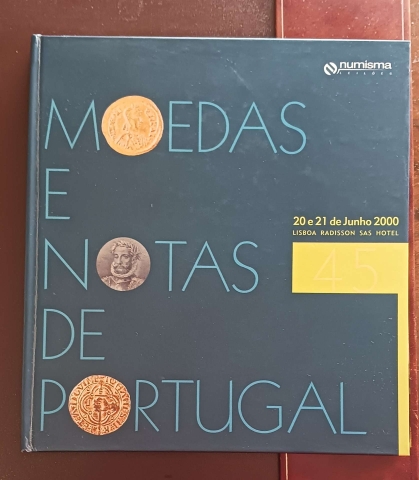 numisma
LEILÕES
MOEDAS
E
NOTAS
DE
PORTUGAL
20 e 21 de Junho 2000
LISBOA RADISSON SAS HOTEL
45